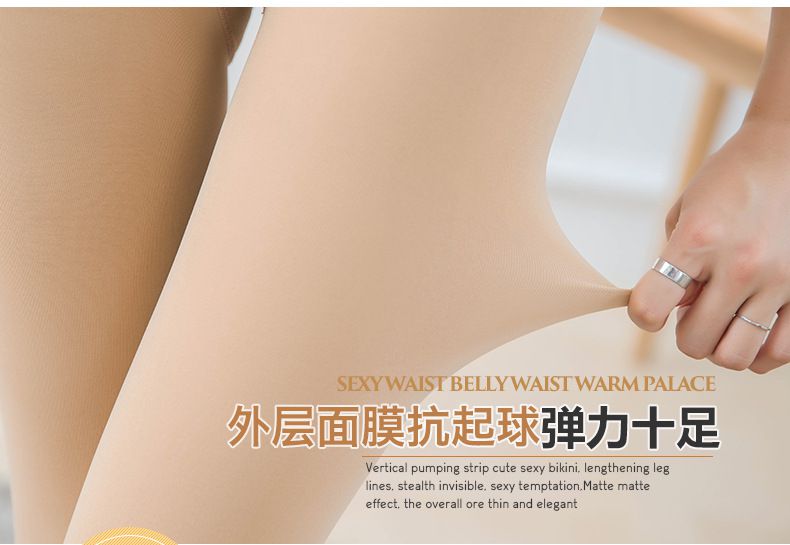 SEXY WAIST BELLY WAIST WARM PALACE
外层面膜抗起球弹力十足
Vertical pumping strip cute sexy bikini, lengthening leg
lines, stealth invisible, sexy temptation,Matte matte
effect, the overall ore thin and elegant